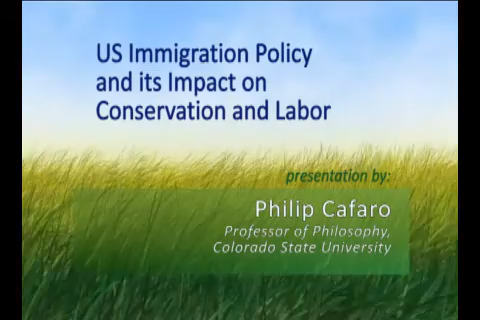 US Immigration Policy
and its Impact on
Conservation and Labor
presentation by:
Philip Cafaro
Professor of Philosophy,
Colorado State University